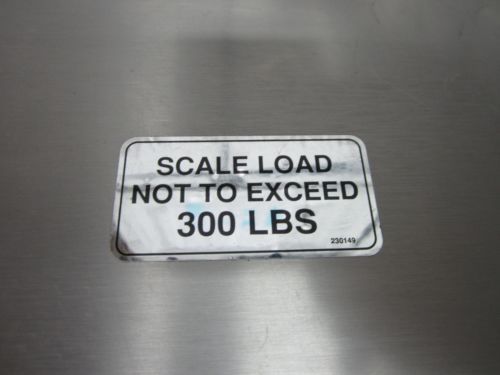 SCALE LOAD
NOT TO EXCEED
300 LBS
230149